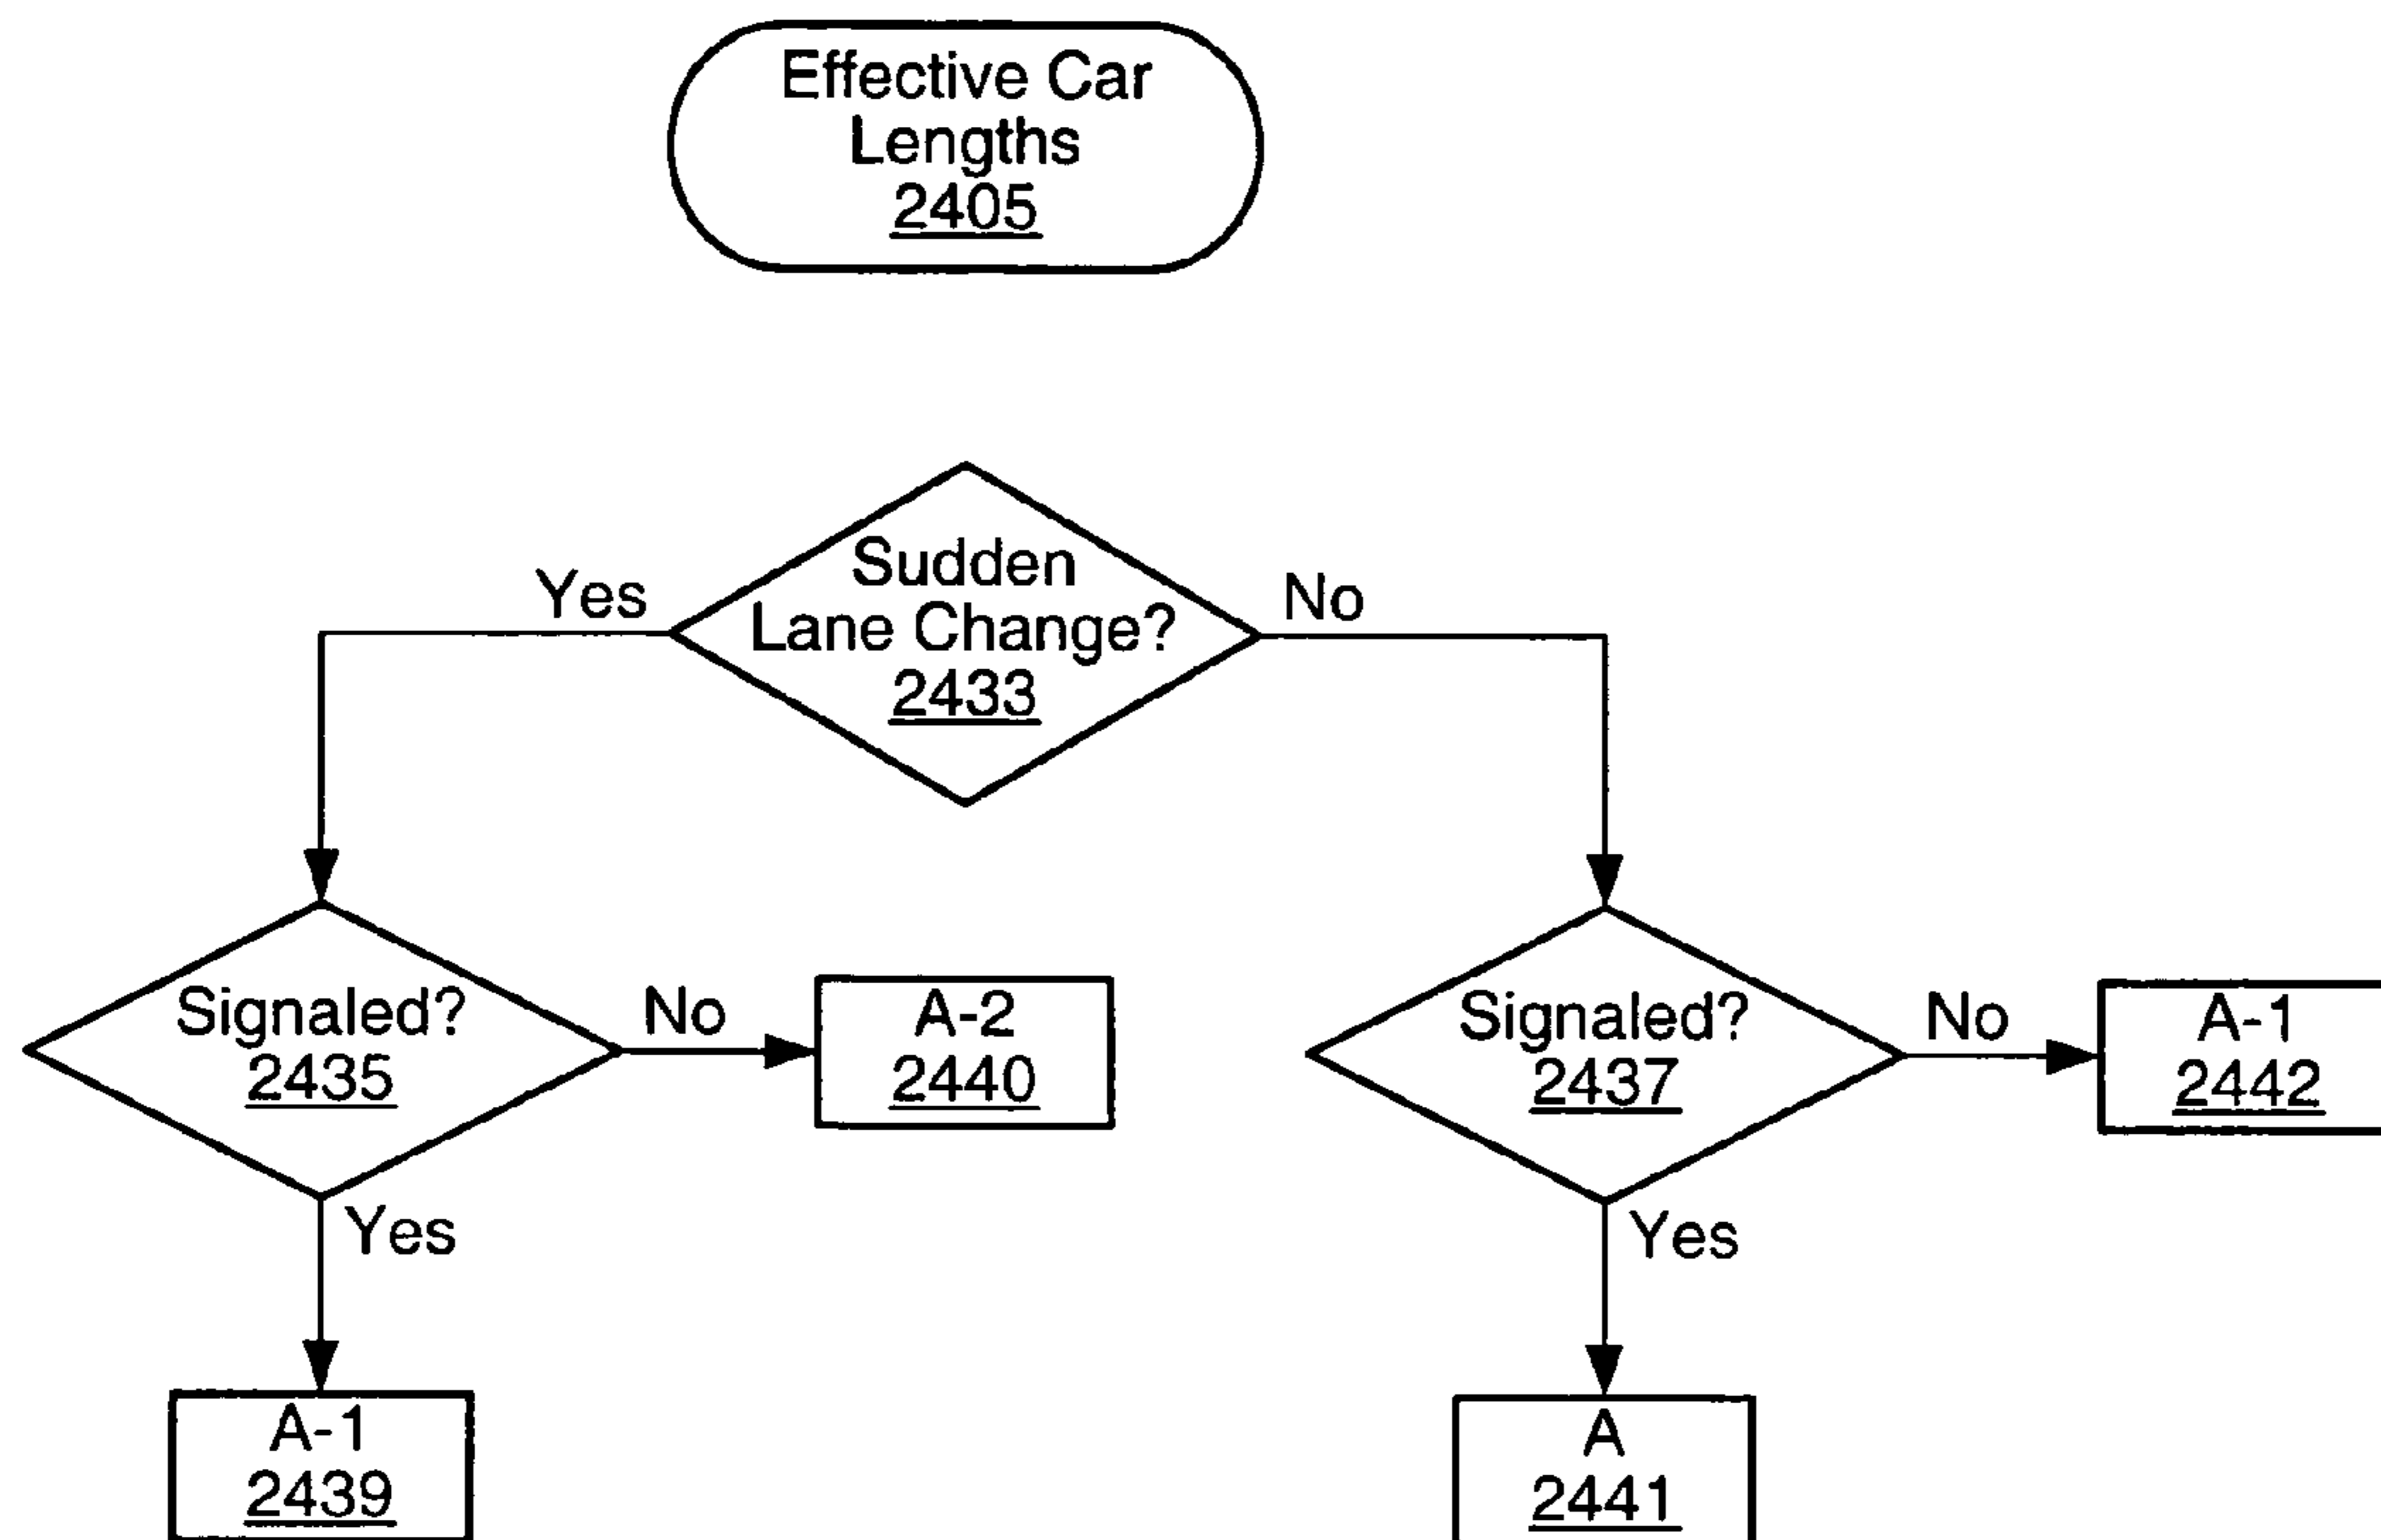 Effective Car
Lengths
2405
Sudden
Lane Change?
2433
Yes
No
Signaled?
2435
No
A-2
2440
Signaled?
2437
No
A-1
2442
Yes
Yes
A-1
2439
A
2441